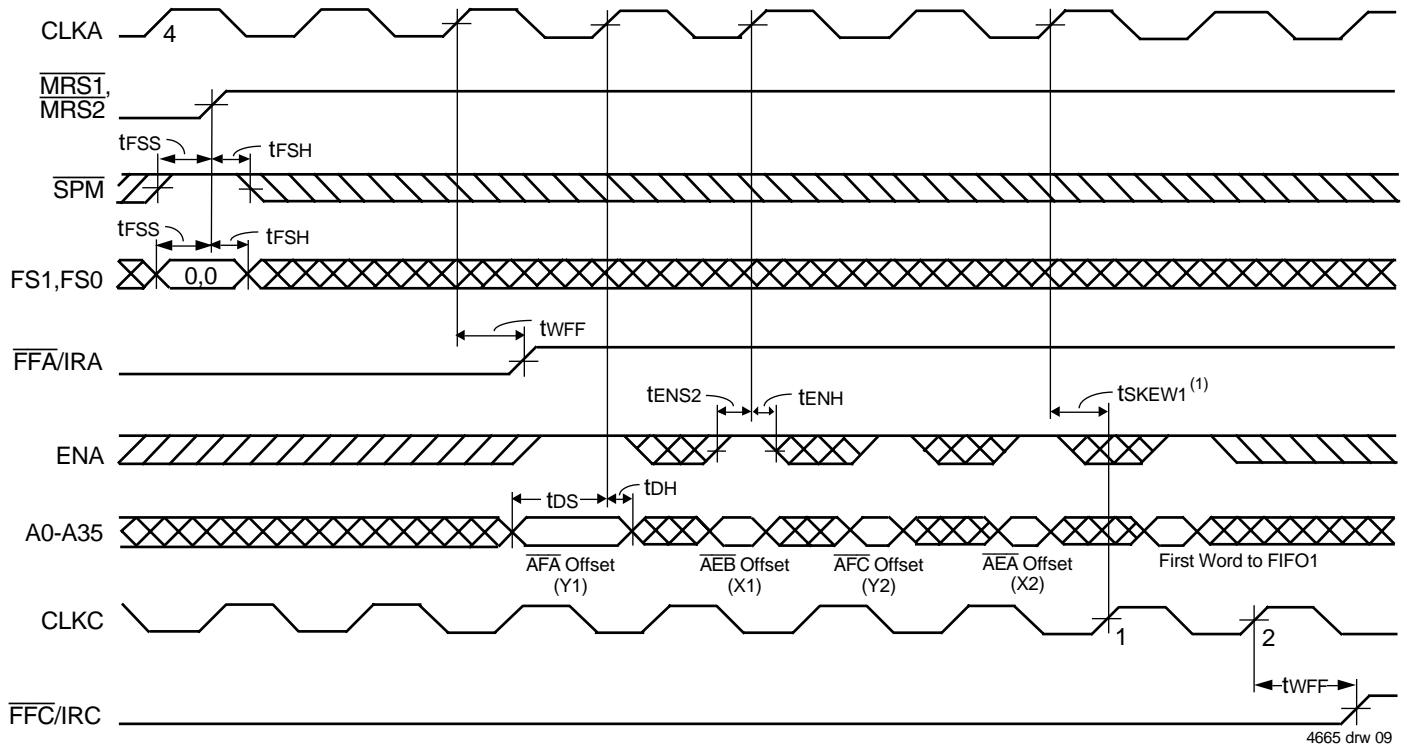 CLKA
4
MRS1,
MRS2
tFSS
tFSH
SPM
tFSS
tFSH
FS1,FS0
0,0
tWFF
FFA/IRA
tENS2
tENH
tSKEW1 (1)
ENA
tDS
tDH
A0-A35
AFA Offset
(Y1)
AEB Offset
(X1)
AFC Offset
(Y2)
AEA Offset
(X2)
First Word to FIFO1
CLKC
1
2
tWFF
FFC/IRC
4665 drw 09